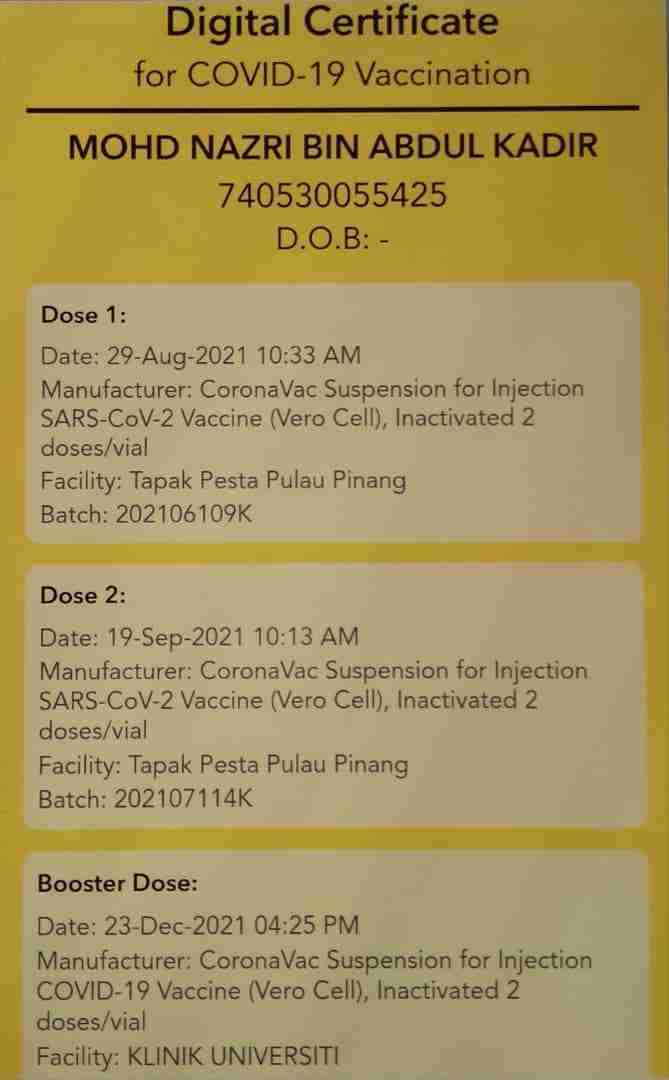 Digital Certificate
for COVID-19 Vaccination
MOHD NAZRI BIN ABDUL KADIR
740530055425
D.O.B: -
Dose 1:
Date: 29-Aug-2021 10:33 AM
Manufacturer: CoronaVac Suspension for Injection
SARS-CoV-2 Vaccine (Vero Cell), Inactivated 2
doses/vial
Facility: Tapak Pesta Pulau Pinang
Batch: 202106109K
Dose 2:
Date: 19-Sep-2021 10:13 AM
Manufacturer: CoronaVac Suspension for Injection
SARS-CoV-2 Vaccine (Vero Cell), Inactivated 2
doses/vial
Facility: Tapak Pesta Pulau Pinang
Batch: 202107114K
Booster Dose:
Date: 23-Dec-2021 04:25 PM
Manufacturer: CoronaVac Suspension for Injection
COVID-19 Vaccine (Vero Cell), Inactivated 2
doses/vial
Facility: KLINIK UNIVERSITI